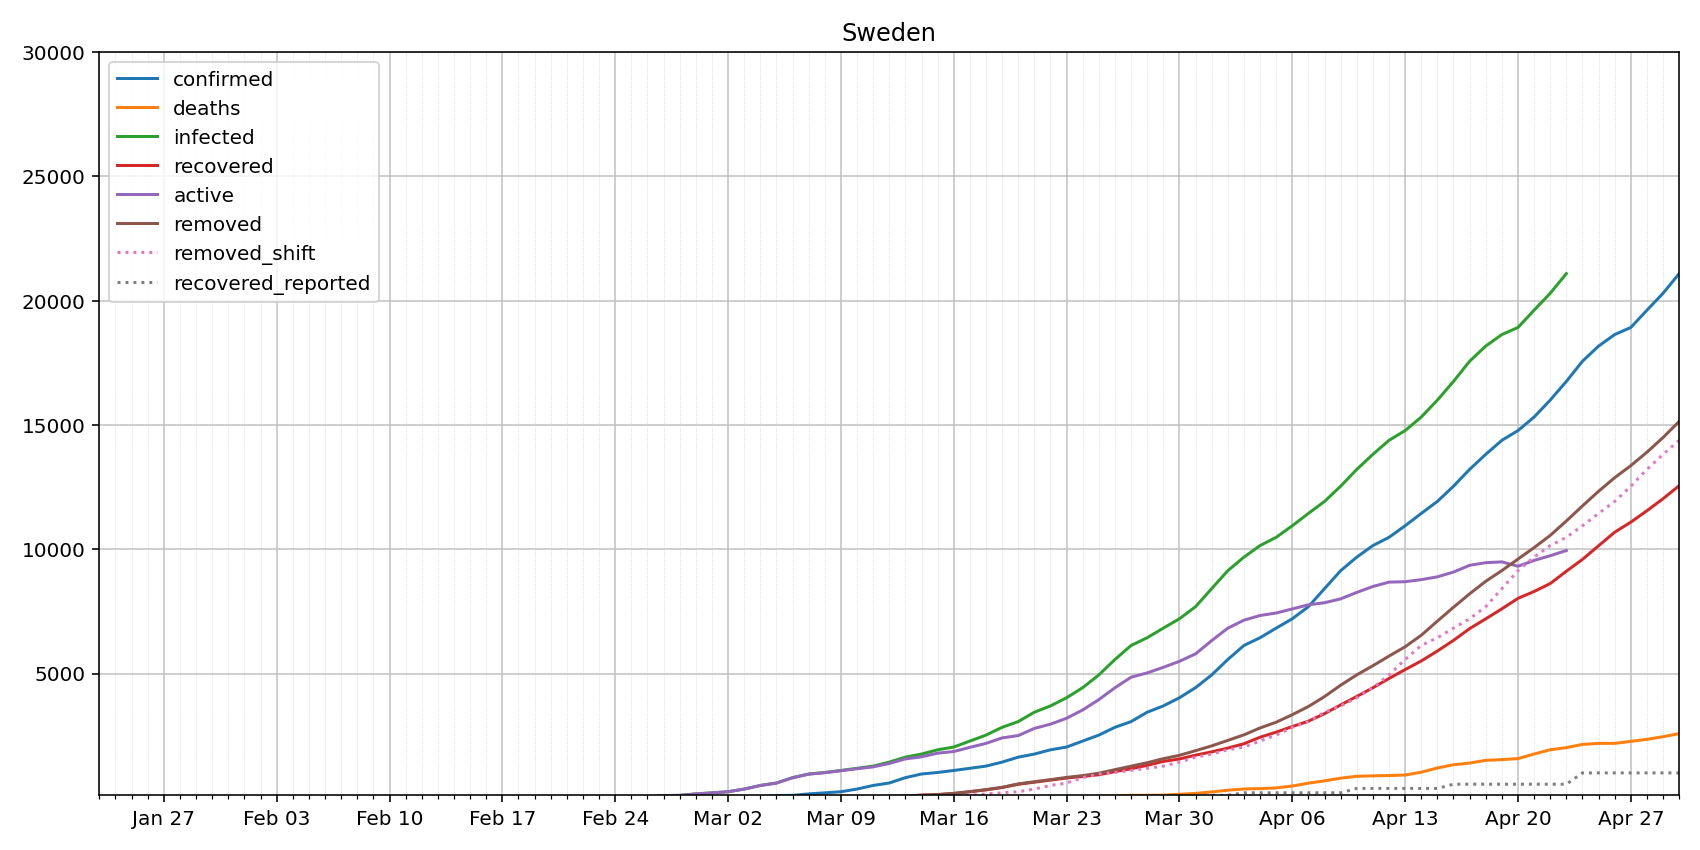 Sweden
30000
25000
20000
15000
10000
5000
confirmed
deaths
infected
recovered
active
removed
removed_shift
recovered_reported
Jan 27 Feb 03 Feb 10 Feb 17 Feb 24 Mar 02 Mar 09 Mar 16 Mar 23 Mar 30 Apr 06 Apr 13 Apr 20 Apr 27